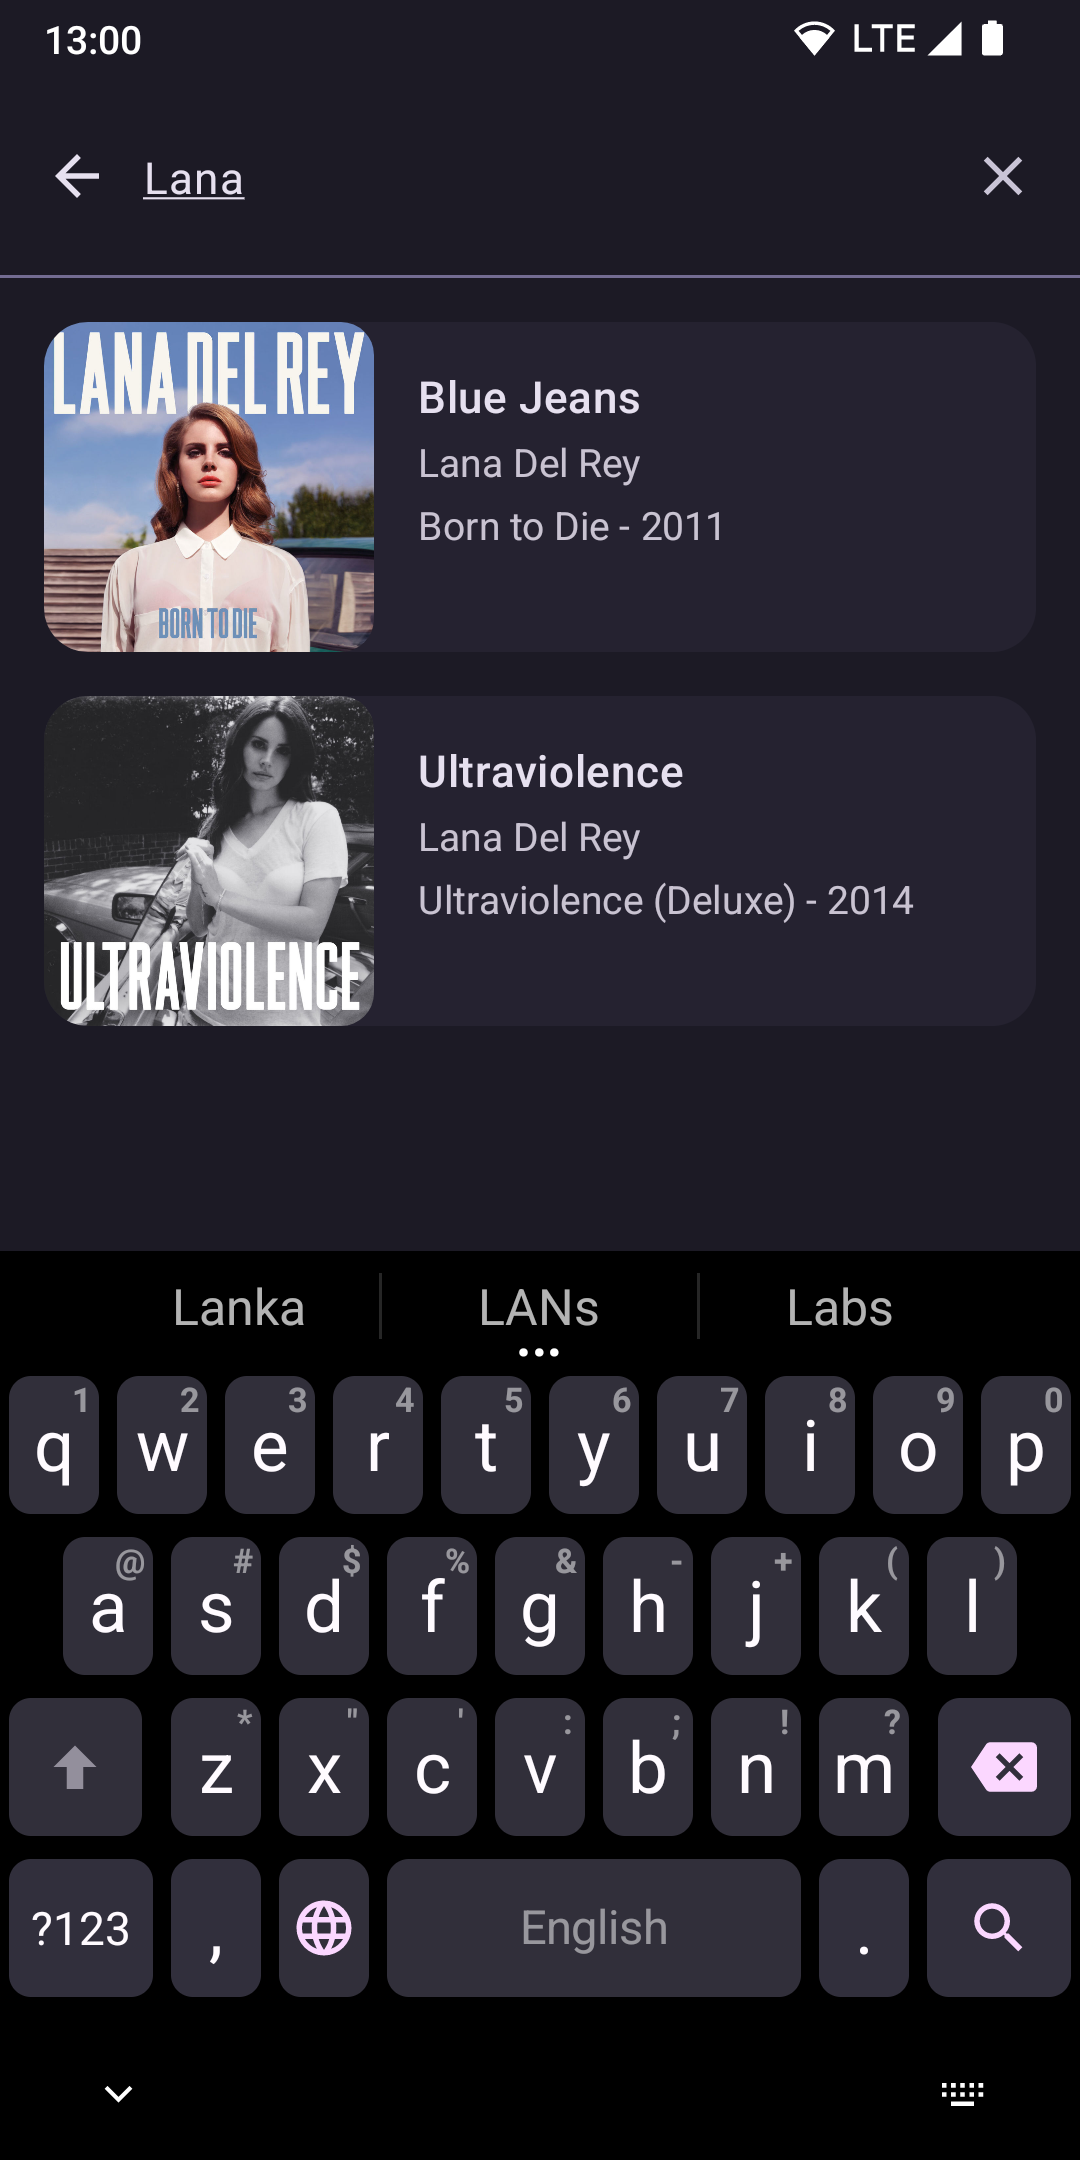 13:00 LTE
Lana
LANA DEL REY
BORN TO DIE
Blue Jeans
Lana Del Rey
Born to Die - 2011
ULTRAVIOLENCE
Ultraviolence
Lana Del Rey
Ultraviolence (Deluxe) - 2014
Lanka LANs Labs
1 2 3 4 5 6 7 8 9 0
q w e r t y u i o p
@ # $ % & - + ( )
a s d f g h j k l
* " ' : ; ! ?
z x c v b n m
?123 , English .